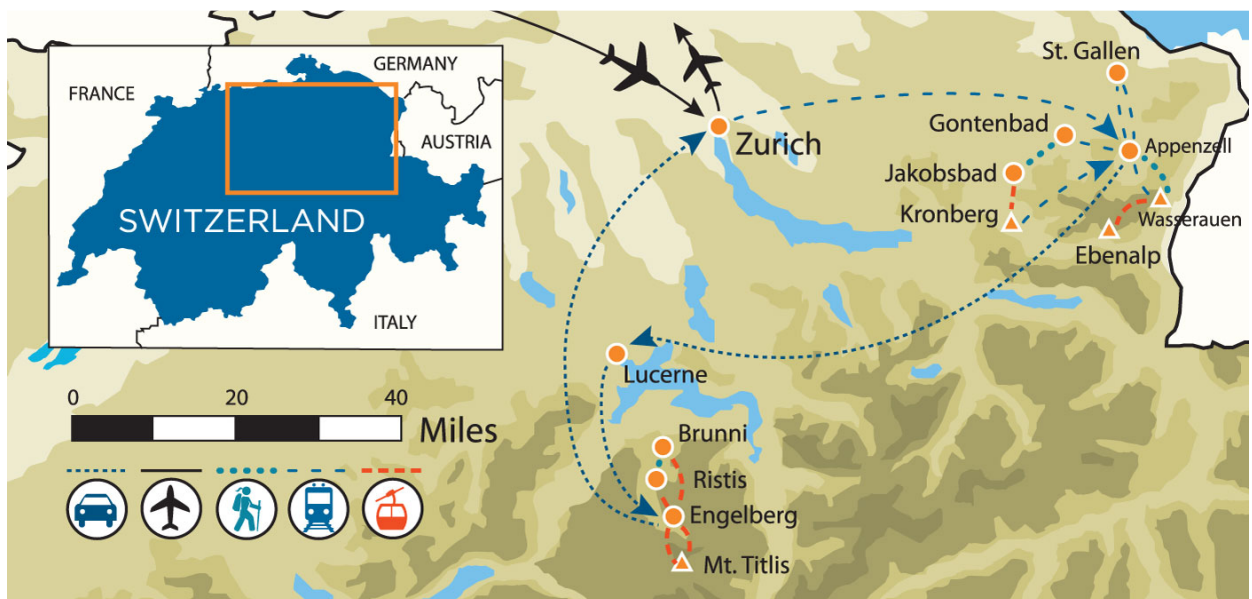 FRANCE
GERMANY
AUSTRIA
SWITZERLAND
ITALY
0 20 40
Miles
Zurich
St. Gallen
Gontenbad
Appenzell
Jakobsbad
Kronberg
Wasserauen
Ebenalp
Lucerne
Brunni
Ristis
Engelberg
Mt. Titlis